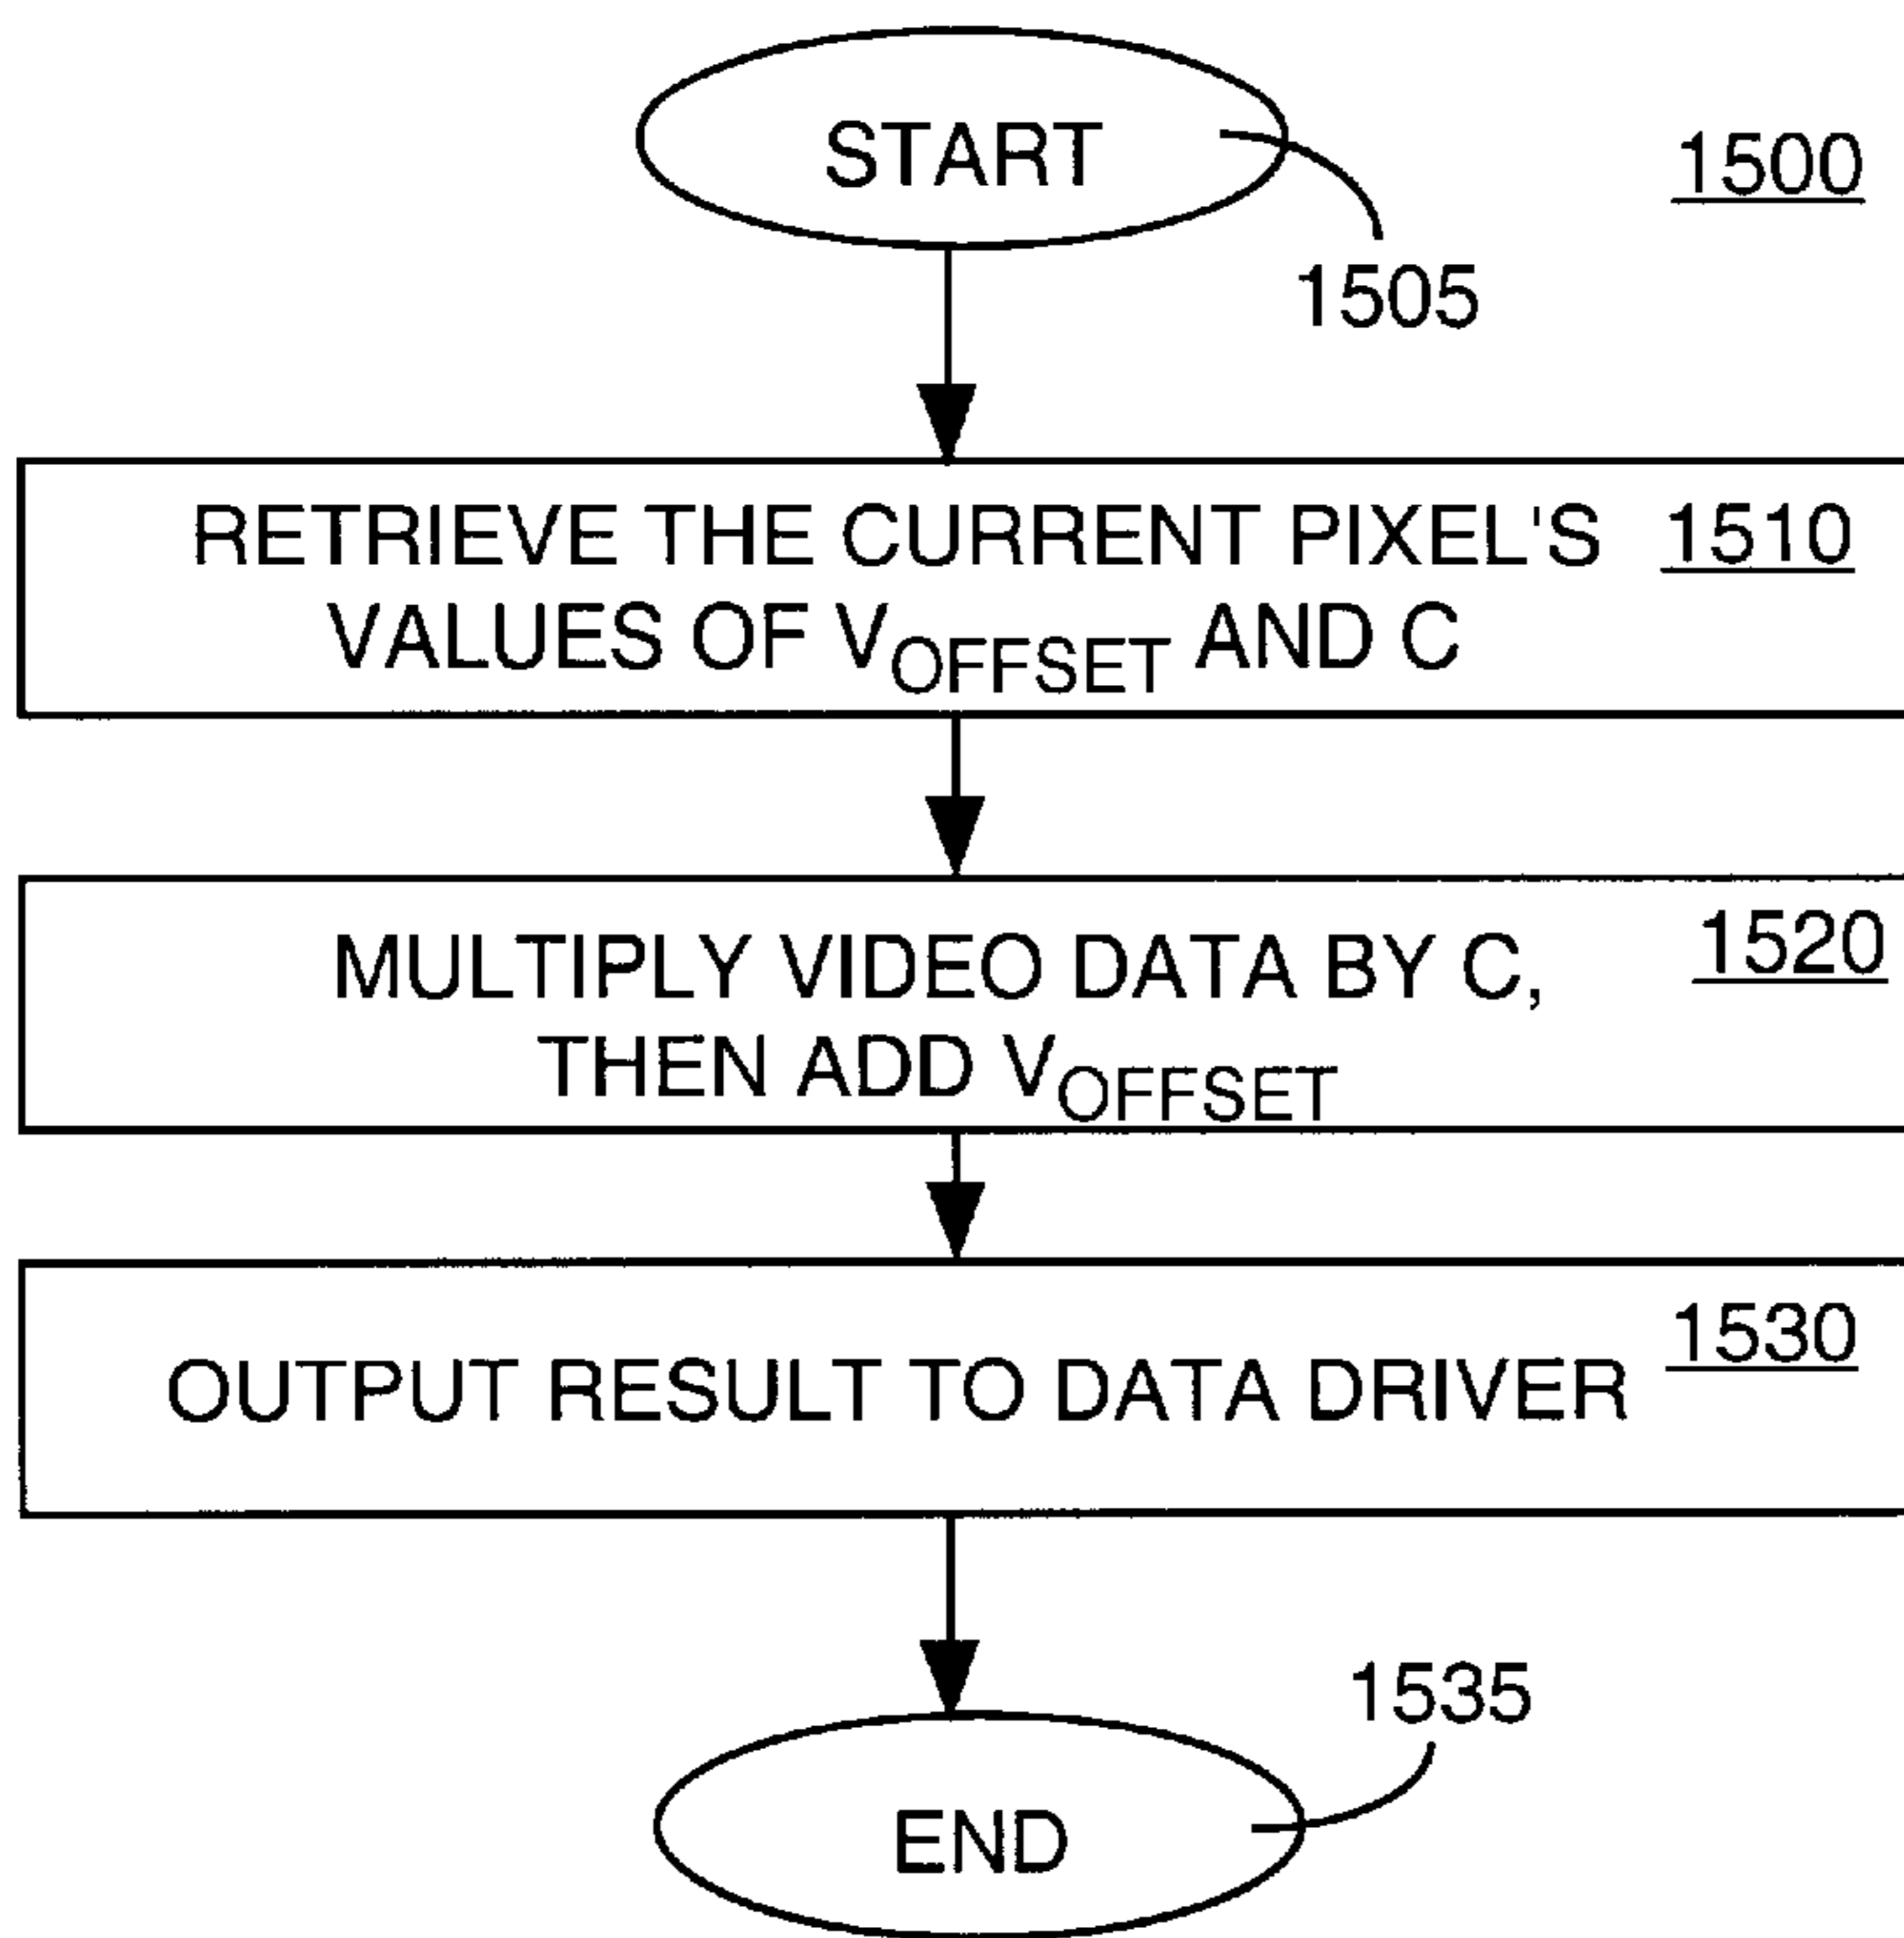 START
1500
1505
RETRIEVE THE CURRENT PIXEL'S 1510
VALUES OF VOFFSET AND C
MULTIPLY VIDEO DATA BY C, 1520
THEN ADD VOFFSET
1530
OUTPUT RESULT TO DATA DRIVER
1535
END